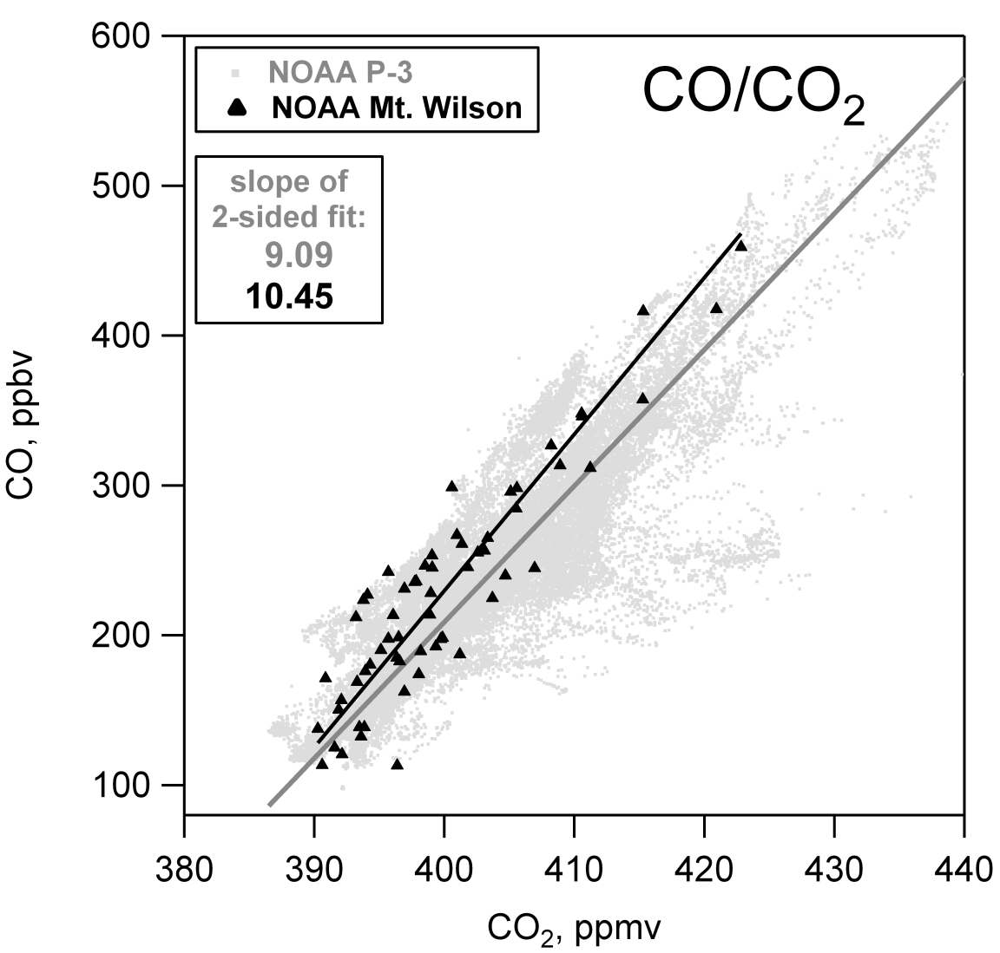 600
500
400
300
200
100
CO, ppbv
NOAA P-3
NOAA Mt. Wilson
CO/CO₂
slope of
2-sided fit:
9.09
10.45
380 390 400 410 420 430 440
CO₂, ppmv